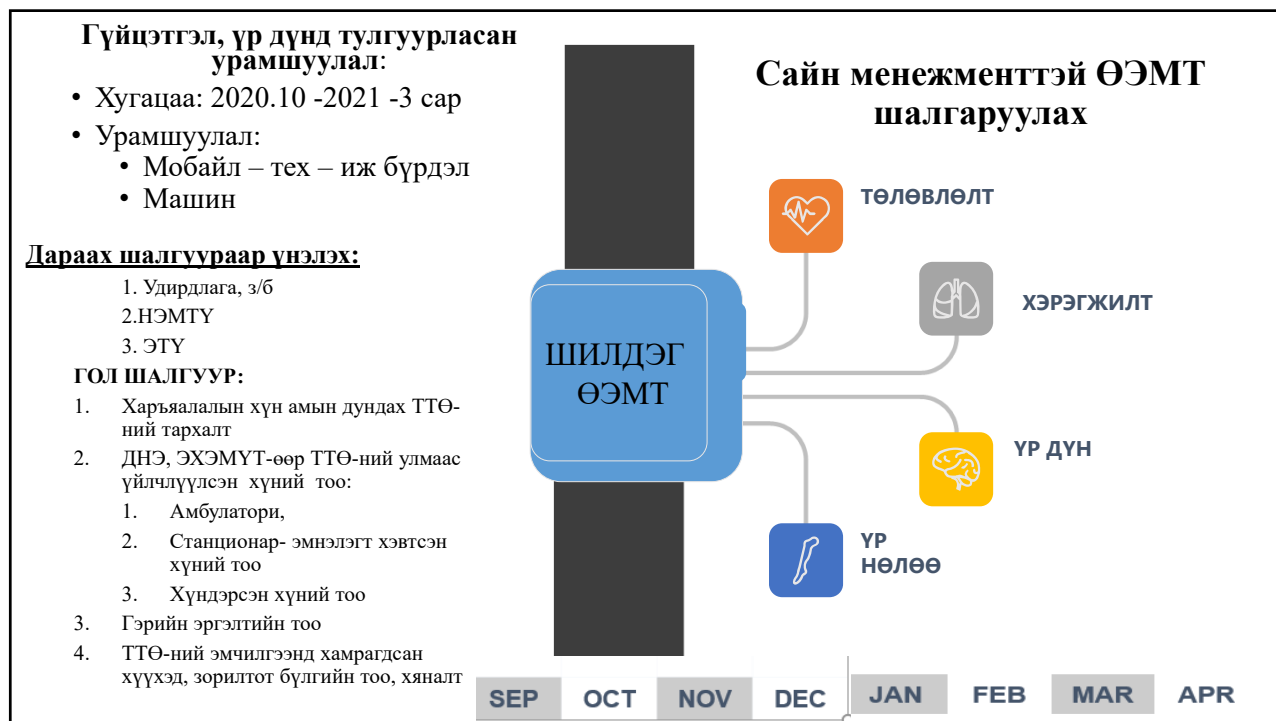 Гүйцэтгэл, үр дүнд тулгуурласан
урамшуулал:
• Хугацаа: 2020.10 -2021 -3 сар
• Урамшуулал:
• Мобайл – тех – иж бүрдэл
• Машин
Дараах шалгуураар үнэлэх:
1. Удирдлага, з/б
2.НЭМТҮ
3. ЭТҮ
ГОЛ ШАЛГУУР:
1. Харъяалалын хүн амын дундах ТТӨ-
ний тархалт
2. ДНЭ, ЭХЭМҮТ-өөр ТТӨ-ний улмаас
үйлчлүүлсэн хүний тоо:
1. Амбулатори,
2. Станционар- эмнэлэгт хэвтсэн
хүний тоо
3. Хүндэрсэн хүний тоо
3. Гэрийн эргэлтийн тоо
4. ТТӨ-ний эмчилгээнд хамрагдсан
хүүхэд, зорилтот бүлгийн тоо, хяналт
Сайн менежменттэй ӨЭМТ
шалгаруулах
ШИЛДЭГ
ӨЭМТ
ТӨЛӨВЛӨЛТ
ХЭРЭГЖИЛТ
ҮР ДҮН
ҮР
НӨЛӨӨ
SEP OCT NOV DEC JAN FEB MAR APR